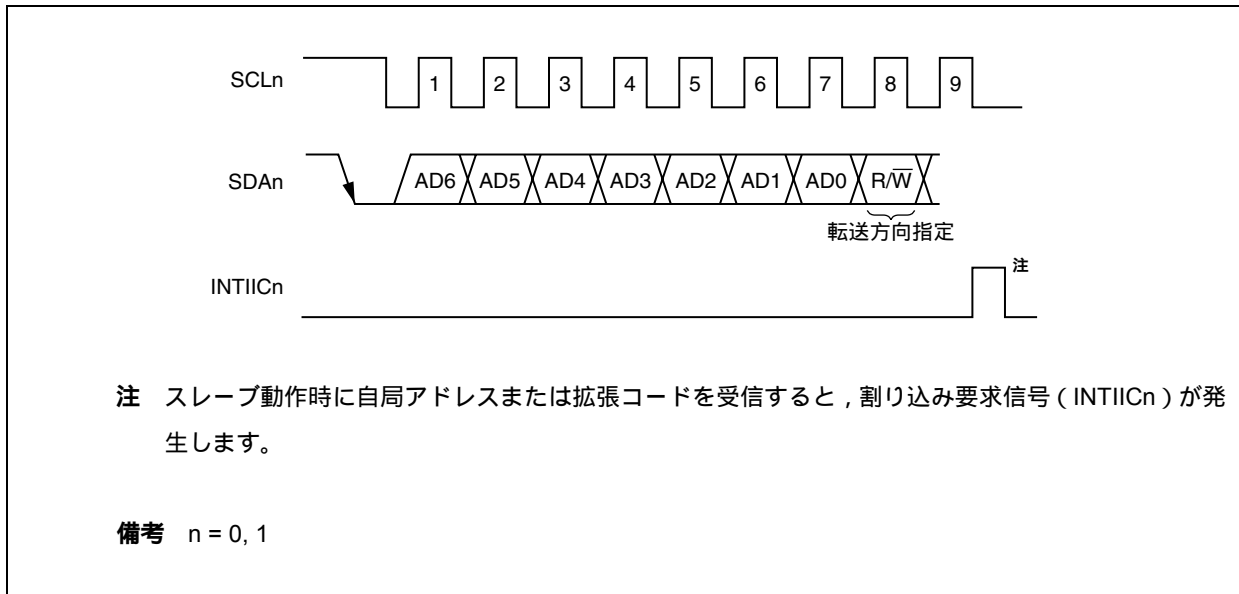 SCLn
1 2 3 4 5 6 7 8 9
SDAn
AD6 AD5 AD4 AD3 AD2 AD1 AD0 R/W̅
転送方向指定
INTIICn
注
注 スレーブ動作時に自局アドレスまたは拡張コードを受信すると,割り込み要求信号(INTIICn)が発
生します。
備考 n = 0, 1